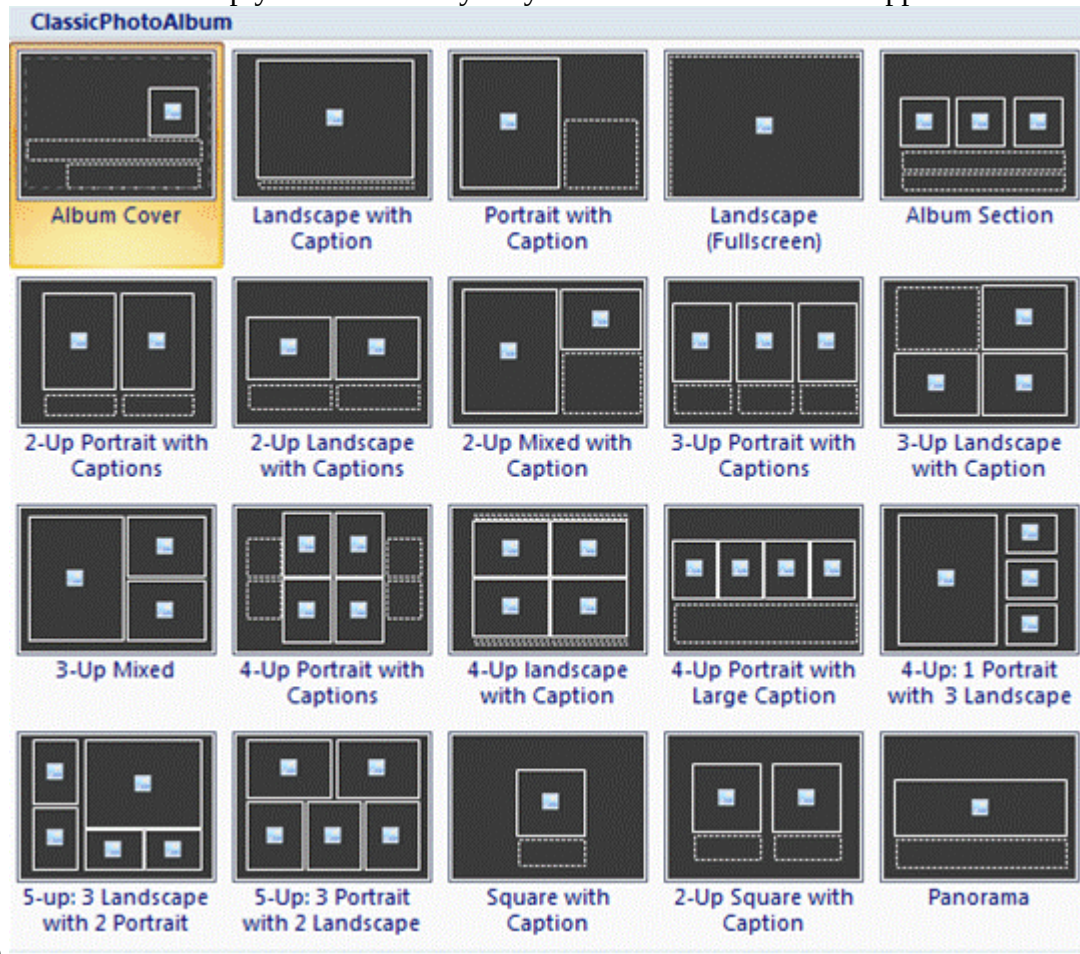 ClassicPhotoAlbum
Album Cover
Landscape with
Caption
Portrait with
Caption
Landscape
(Fullscreen)
Album Section
2-Up Portrait with
Captions
2-Up Landscape
with Captions
2-Up Mixed with
Caption
3-Up Portrait with
Captions
3-Up Landscape
with Caption
3-Up Mixed
4-Up Portrait with
Captions
4-Up landscape
with Caption
4-Up Portrait with
Large Caption
4-Up: 1 Portrait
with 3 Landscape
5-up: 3 Landscape
with 2 Portrait
5-Up: 3 Portrait
with 2 Landscape
Square with
Caption
2-Up Square with
Caption
Panorama